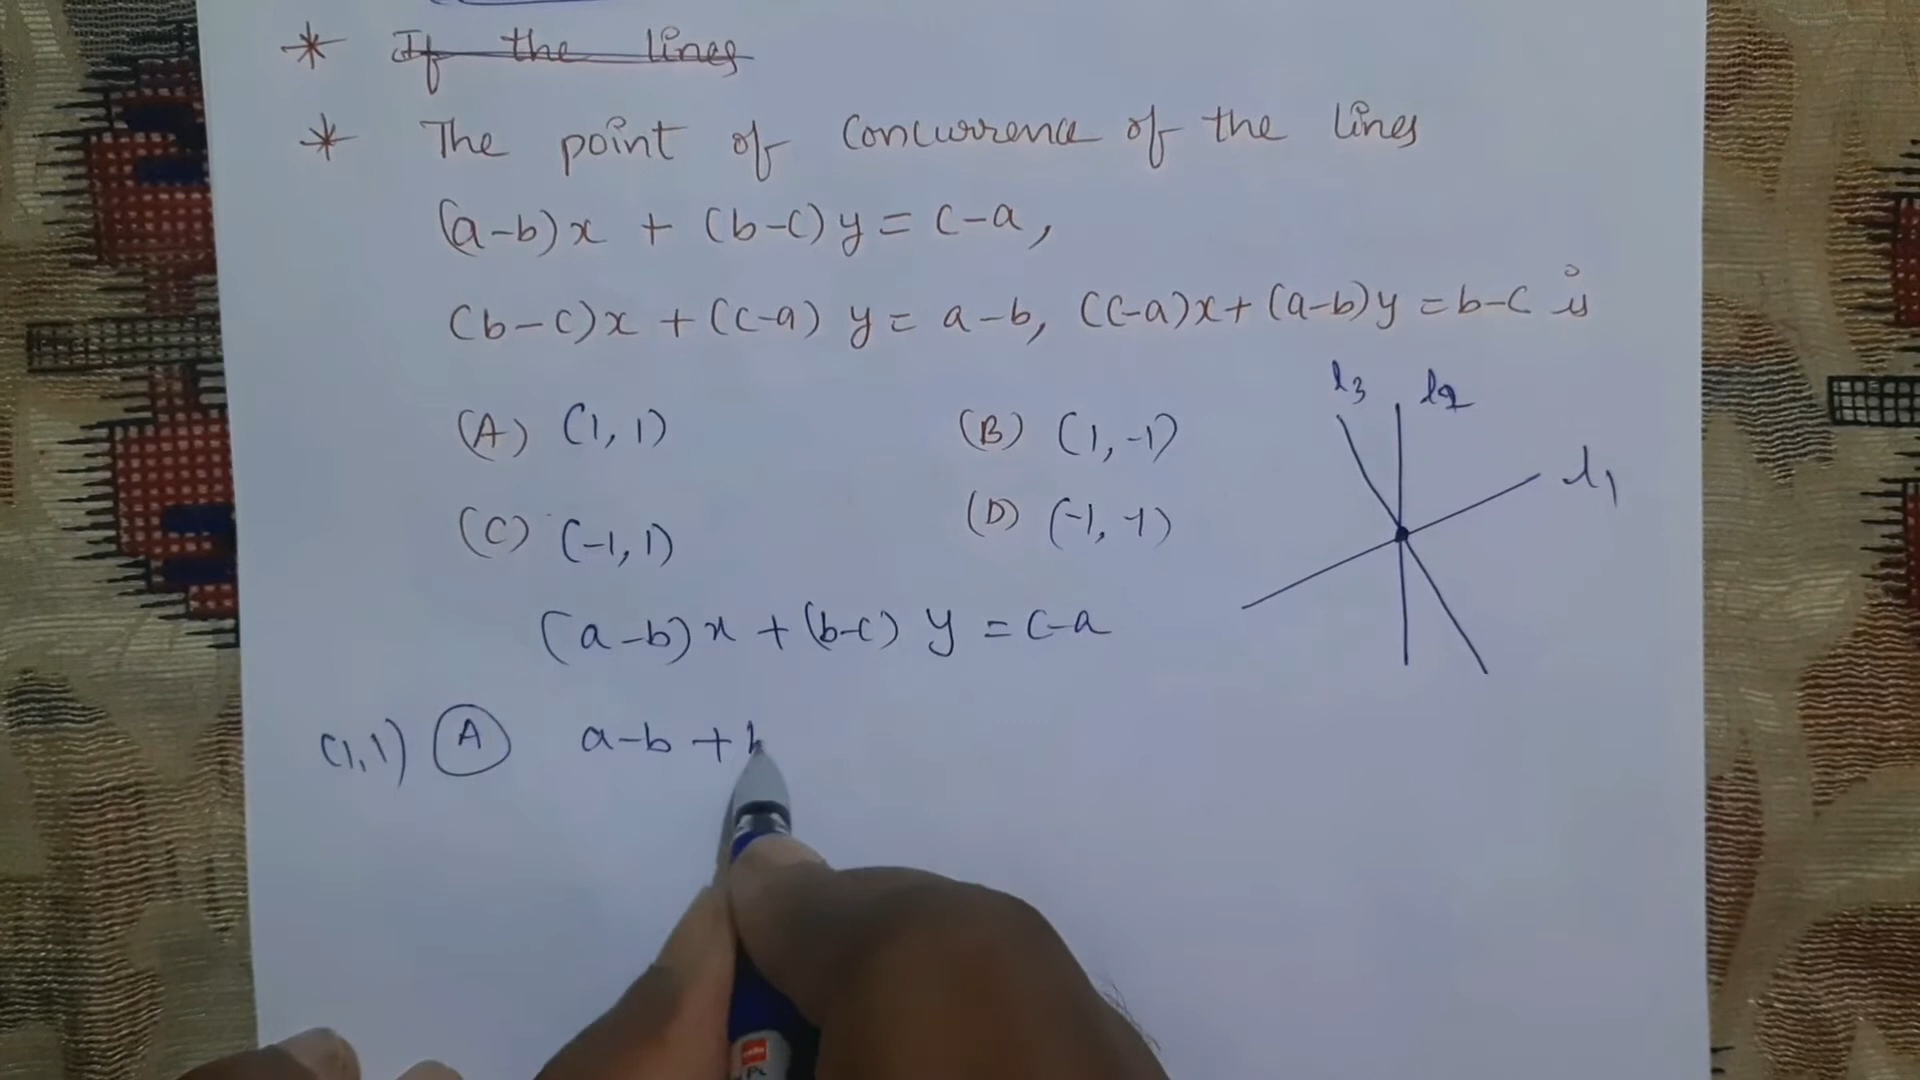 * If the lines
* The point of Concurrence of the lines
(a-b)x + (b-c)y = c-a,
(b-c)x + (c-a) y = a-b, (c-a)x + (a-b)y = b-c is
(A) (1, 1) (B) (1, -1)
(C) (-1, 1) (D) (-1, -1)
l3 l2
l1
(a-b)x + (b-c) y = c-a
(1,1) A a-b + b
cello